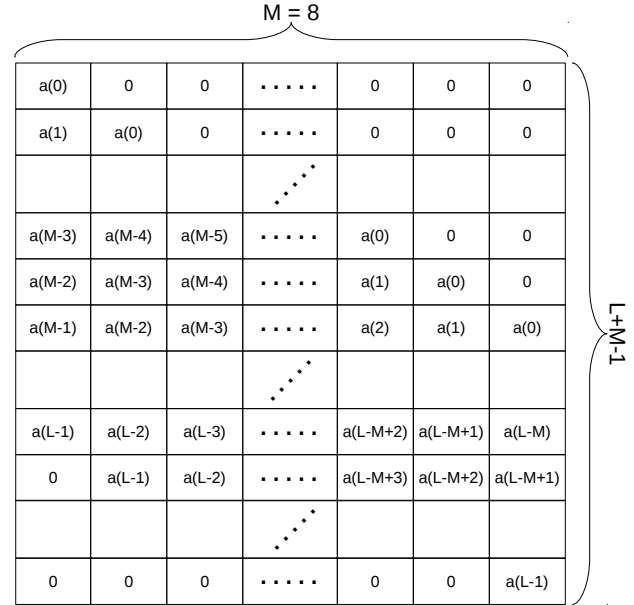 M = 8
a(0) 0 0 ..... 0 0 0
a(1) a(0) 0 ..... 0 0 0
a(M-3) a(M-4) a(M-5) ..... a(0) 0 0
a(M-2) a(M-3) a(M-4) ..... a(1) a(0) 0
a(M-1) a(M-2) a(M-3) ..... a(2) a(1) a(0)
L+M-1
a(L-1) a(L-2) a(L-3) ..... a(L-M+2) a(L-M+1) a(L-M)
0 a(L-1) a(L-2) ..... a(L-M+3) a(L-M+2) a(L-M+1)
0 0 0 ..... 0 0 a(L-1)